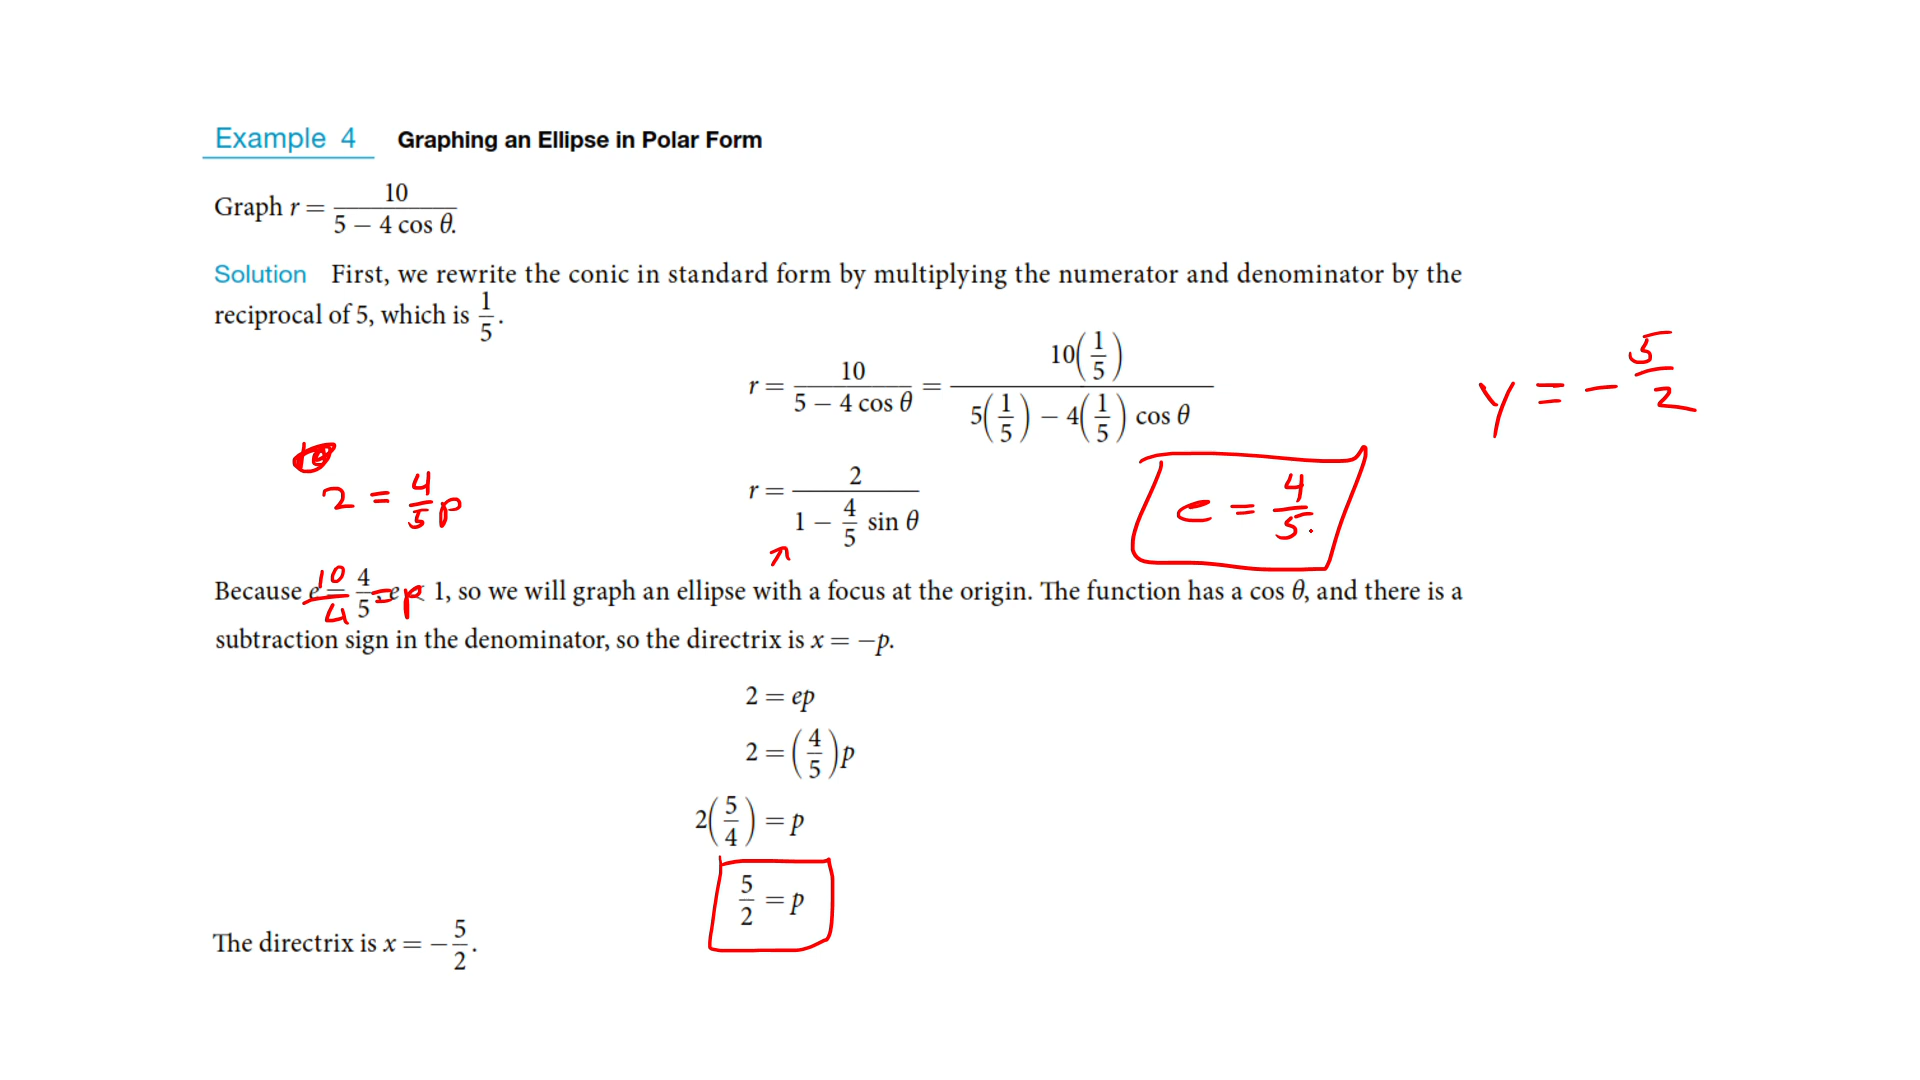 Example 4 Graphing an Ellipse in Polar Form
Graph r = 10 / (5 − 4 cos θ).
Solution First, we rewrite the conic in standard form by multiplying the numerator and denominator by the
reciprocal of 5, which is 1/5.
r = 10 / (5 − 4 cos θ) = 10(1/5) / (5(1/5) − 4(1/5) cos θ)
y = − 5/2
2 = 4/5 p
r = 2 / (1 − 4/5 sin θ)
e = 4/5
10/4 = p
Because e = 4/5, e < 1, so we will graph an ellipse with a focus at the origin. The function has a cos θ, and there is a
subtraction sign in the denominator, so the directrix is x = −p.
2 = ep
2 = (4/5)p
2(5/4) = p
5/2 = p
The directrix is x = −5/2.